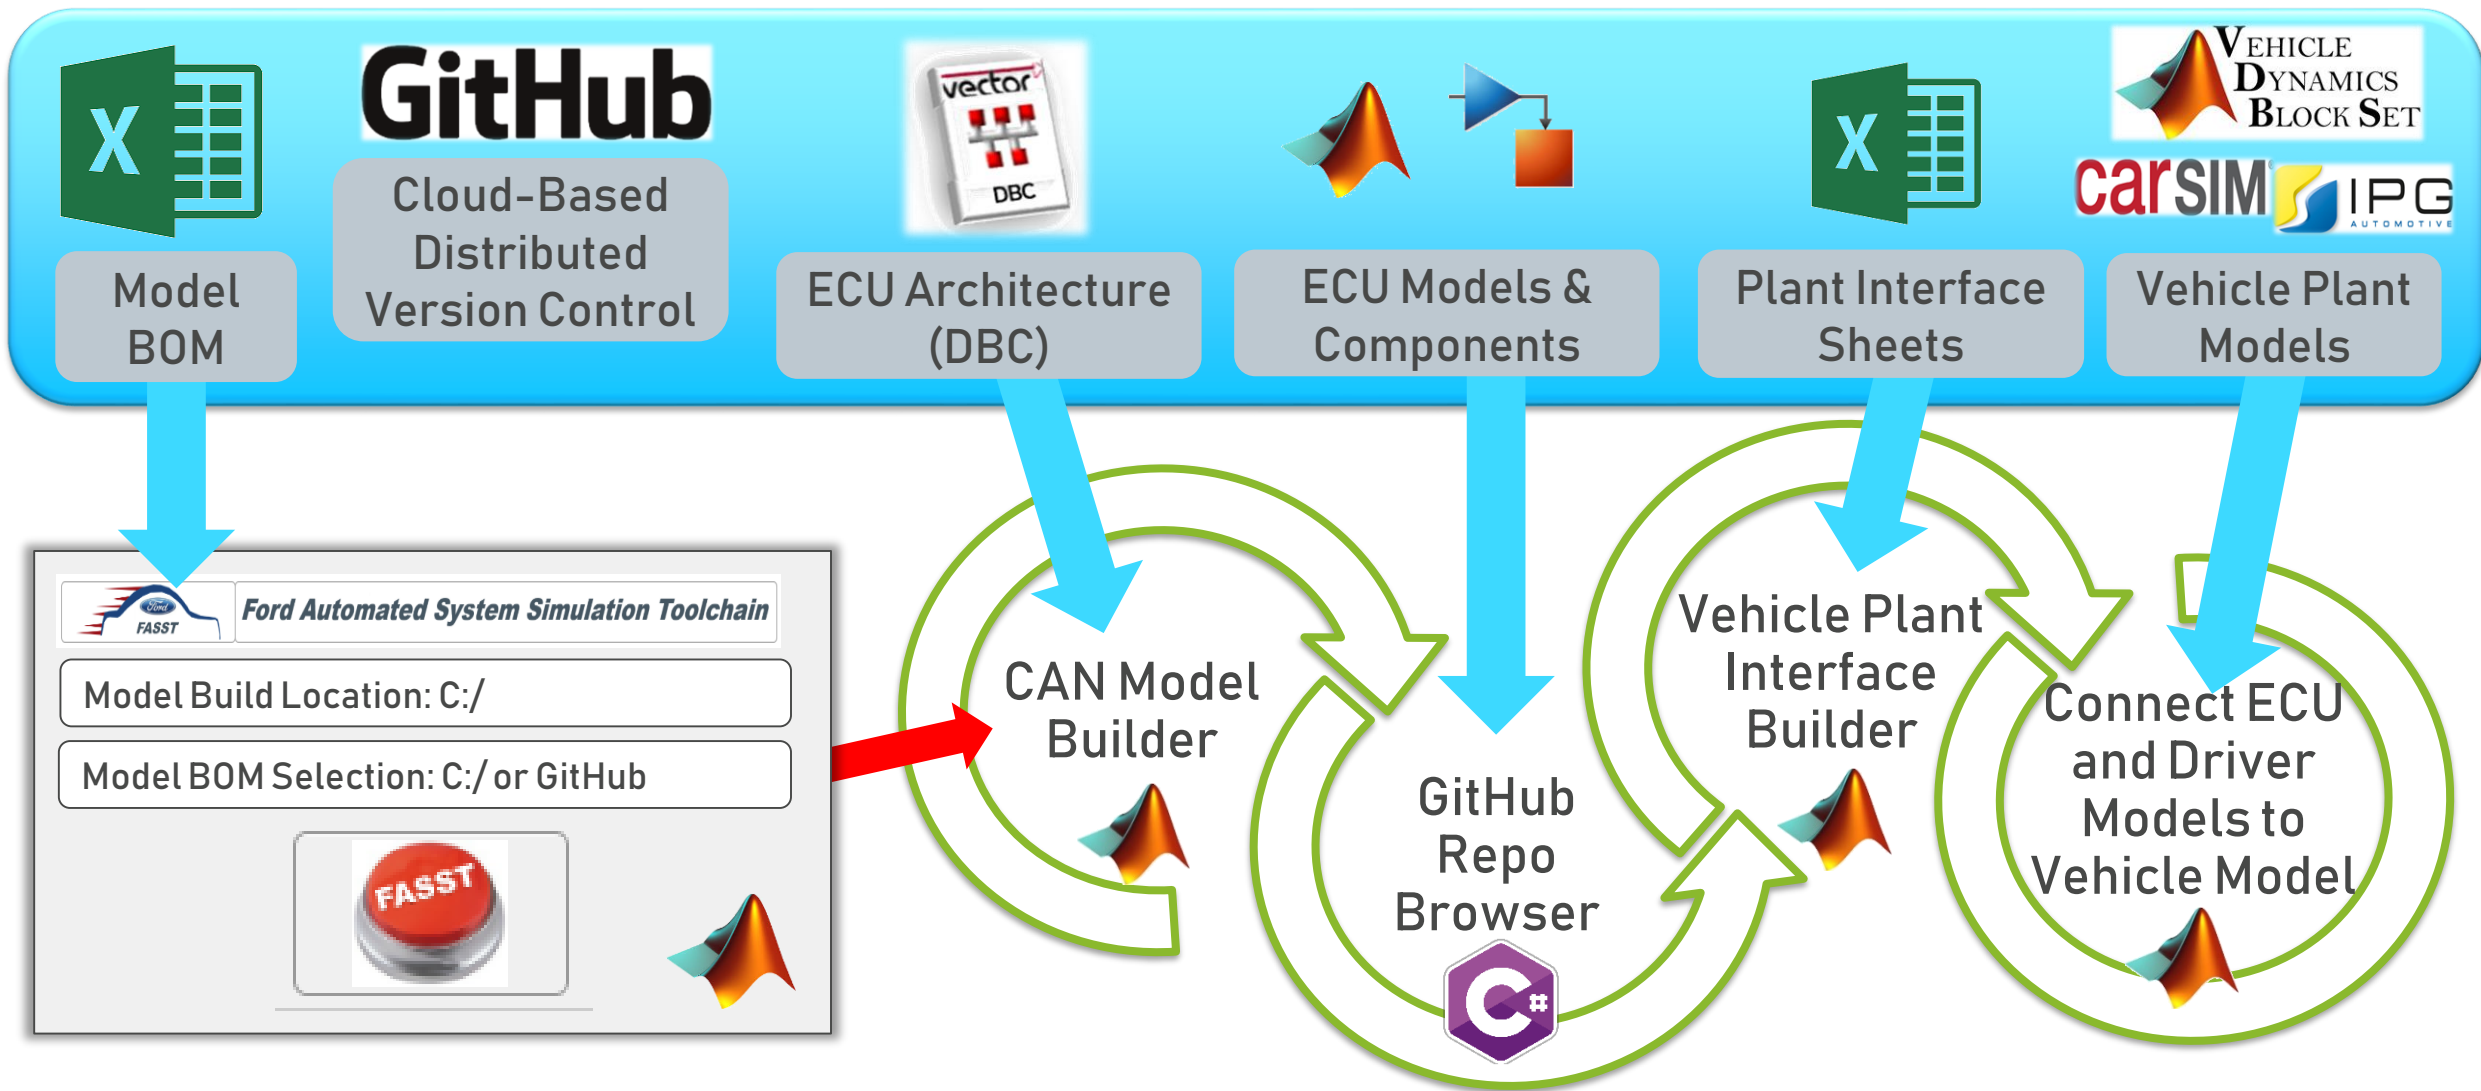 X
GitHub
Cloud-Based
Distributed
Version Control
Model
BOM
vector
DBC
ECU Architecture
(DBC)
ECU Models &
Components
X
Plant Interface
Sheets
VEHICLE
DYNAMICS
BLOCK SET
carSIM
IPG
AUTOMOTIVE
Vehicle Plant
Models
Ford
FASST
Ford Automated System Simulation Toolchain
Model Build Location: C:/
Model BOM Selection: C:/ or GitHub
FASST
CAN Model
Builder
GitHub
Repo
Browser
C#
Vehicle Plant
Interface
Builder
Connect ECU
and Driver
Models to
Vehicle Model